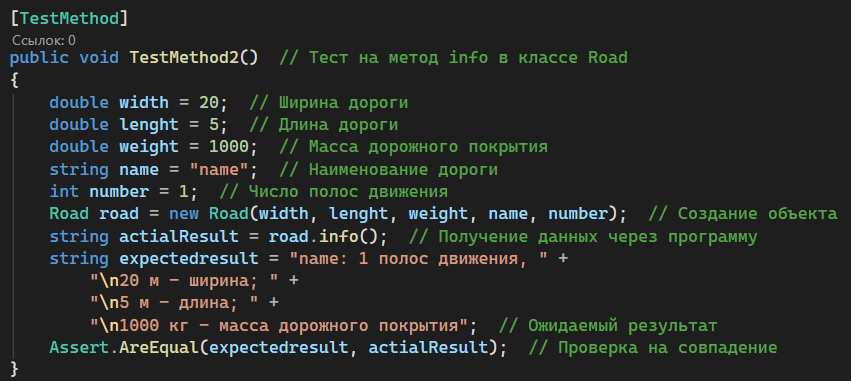 [TestMethod]
Ссылок: 0
public void TestMethod2()  // Тест на метод info в классе Road
{
    double width = 20;  // Ширина дороги
    double lenght = 5;  // Длина дороги
    double weight = 1000;  // Масса дорожного покрытия
    string name = "name";  // Наименование дороги
    int number = 1;  // Число полос движения
    Road road = new Road(width, lenght, weight, name, number);  // Создание объекта
    string actialResult = road.info();  // Получение данных через программу
    string expectedresult = "name: 1 полос движения, " +
        "\n20 м - ширина; " +
        "\n5 м - длина; " +
        "\n1000 кг - масса дорожного покрытия";  // Ожидаемый результат
    Assert.AreEqual(expectedresult, actialResult);  // Проверка на совпадение
}